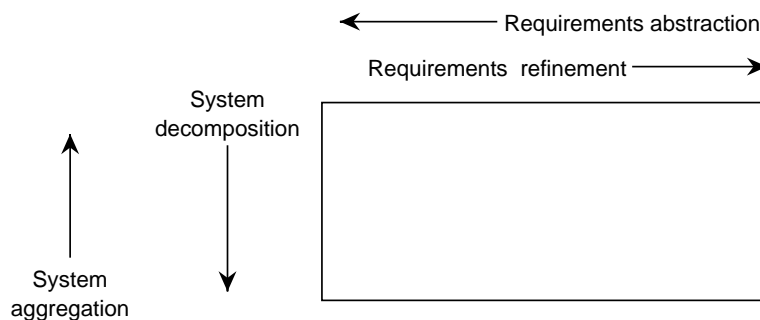 Requirements abstraction
Requirements refinement
System
decomposition
System
aggregation